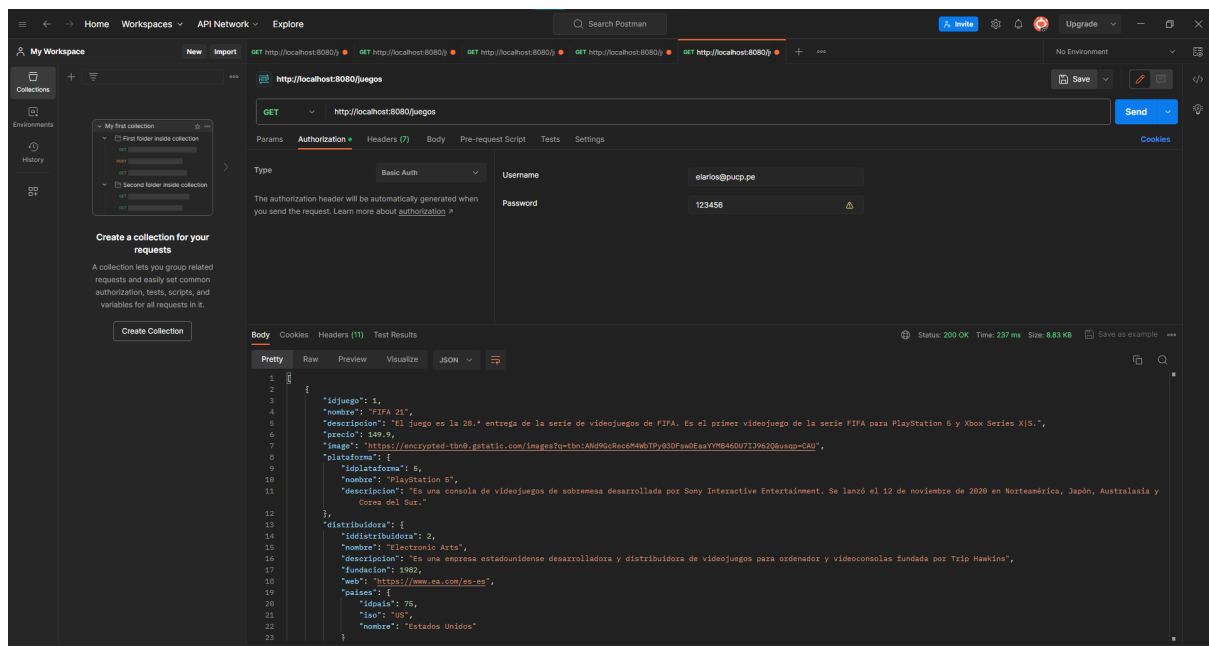 Home Workspaces API Network Explore Search Postman Invite Upgrade
My Workspace New Import GET http://localhost:8080/j GET http://localhost:8080/j GET http://localhost:8080/j GET http://localhost:8080/j GET http://localhost:8080/j No Environment
Collections
Environments
History
My first collection
First folder inside collection
GET
POST
GET
Second folder inside collection
GET
GET
Create a collection for your
requests
A collection lets you group related
requests and easily set common
authorization, tests, scripts, and
variables for all requests in it.
Create Collection
http://localhost:8080/juegos Save
GET http://localhost:8080/juegos Send
Params Authorization Headers (7) Body Pre-request Script Tests Settings Cookies
Type Basic Auth
The authorization header will be automatically generated when
you send the request. Learn more about authorization
Username elarios@pucp.pe
Password 123456
Body Cookies Headers (11) Test Results Status: 200 OK Time: 237 ms Size: 8.83 KB Save as example
Pretty Raw Preview Visualize JSON
1 [
2 {
3 "idjuego": 1,
4 "nombre": "FIFA 21",
5 "descripcion": "El juego es la 28.ª entrega de la serie de videojuegos de FIFA. Es el primer videojuego de la serie FIFA para PlayStation 5 y Xbox Series X|S.",
6 "precio": 149.9,
7 "image": "https://encrypted-tbn0.gstatic.com/images?q=tbn:ANd9GcRec6M4WbTPy03DFswDEaaYYMB46DU7IJ962Q&usqp=CAU",
8 "plataforma": {
9 "idplataforma": 5,
10 "nombre": "PlayStation 5",
11 "descripcion": "Es una consola de videojuegos de sobremesa desarrollada por Sony Interactive Entertainment. Se lanzó el 12 de noviembre de 2020 en Norteamérica, Japón, Australasia y
Corea del Sur."
12 },
13 "distribuidora": {
14 "iddistribuidora": 2,
15 "nombre": "Electronic Arts",
16 "descripcion": "Es una empresa estadounidense desarrolladora y distribuidora de videojuegos para ordenador y videoconsolas fundada por Trip Hawkins",
17 "fundacion": 1982,
18 "web": "https://www.ea.com/es-es",
19 "paises": {
20 "idpais": 75,
21 "iso": "US",
22 "nombre": "Estados Unidos"
23 }